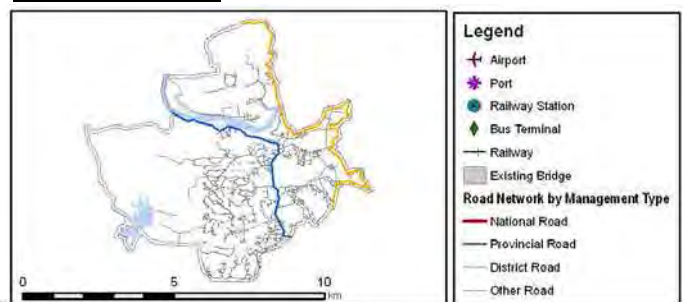 Legend
Airport
Port
Railway Station
Bus Terminal
Railway
Existing Bridge
Road Network by Management Type
National Road
Provincial Road
District Road
Other Road
0 5 10
km